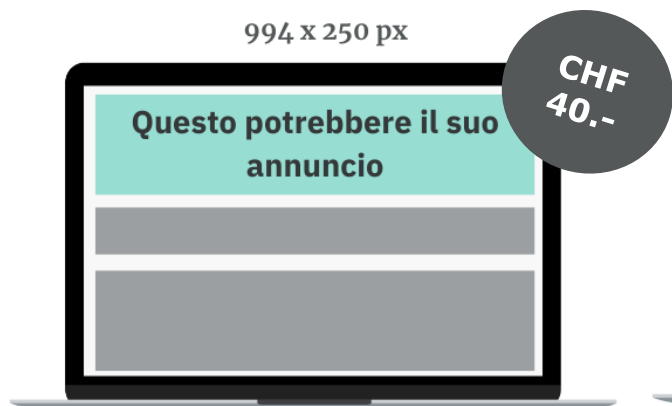 994 x 250 px
CHF
40.–
Questo potrebbere il suo
annuncio